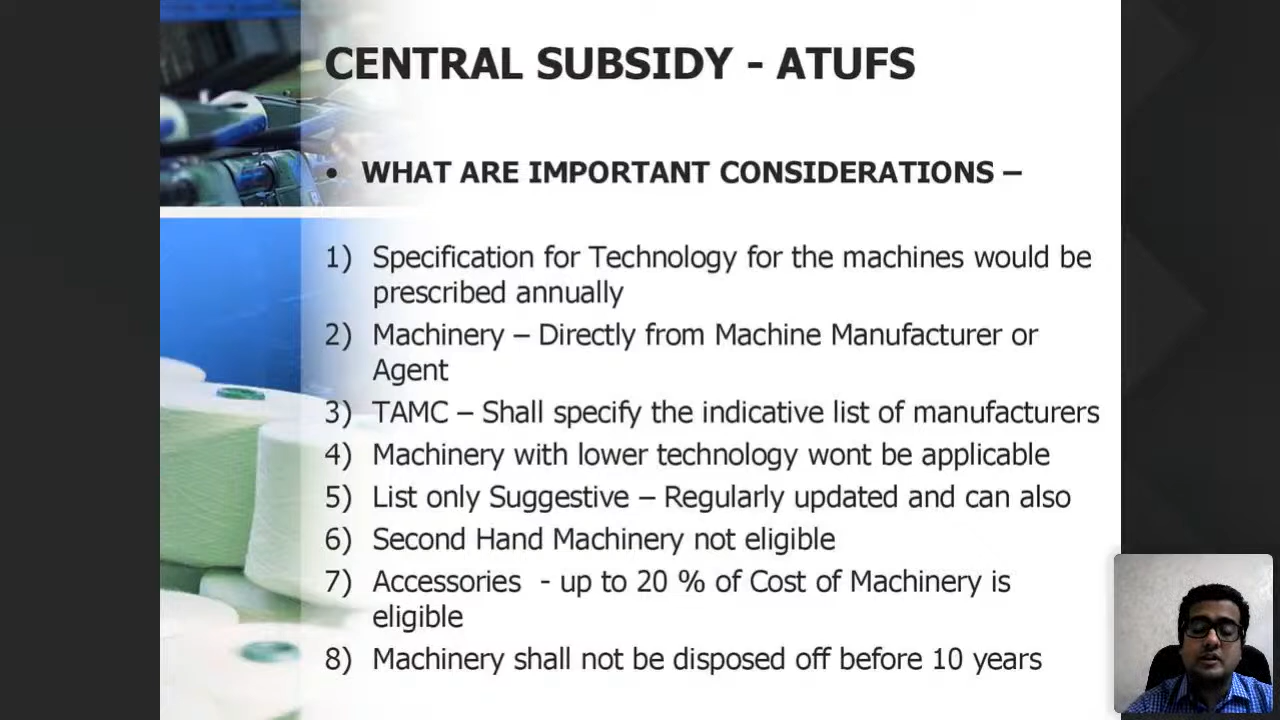 CENTRAL SUBSIDY - ATUFS
• WHAT ARE IMPORTANT CONSIDERATIONS –
1) Specification for Technology for the machines would be
prescribed annually
2) Machinery – Directly from Machine Manufacturer or
Agent
3) TAMC – Shall specify the indicative list of manufacturers
4) Machinery with lower technology wont be applicable
5) List only Suggestive – Regularly updated and can also
6) Second Hand Machinery not eligible
7) Accessories - up to 20 % of Cost of Machinery is
eligible
8) Machinery shall not be disposed off before 10 years